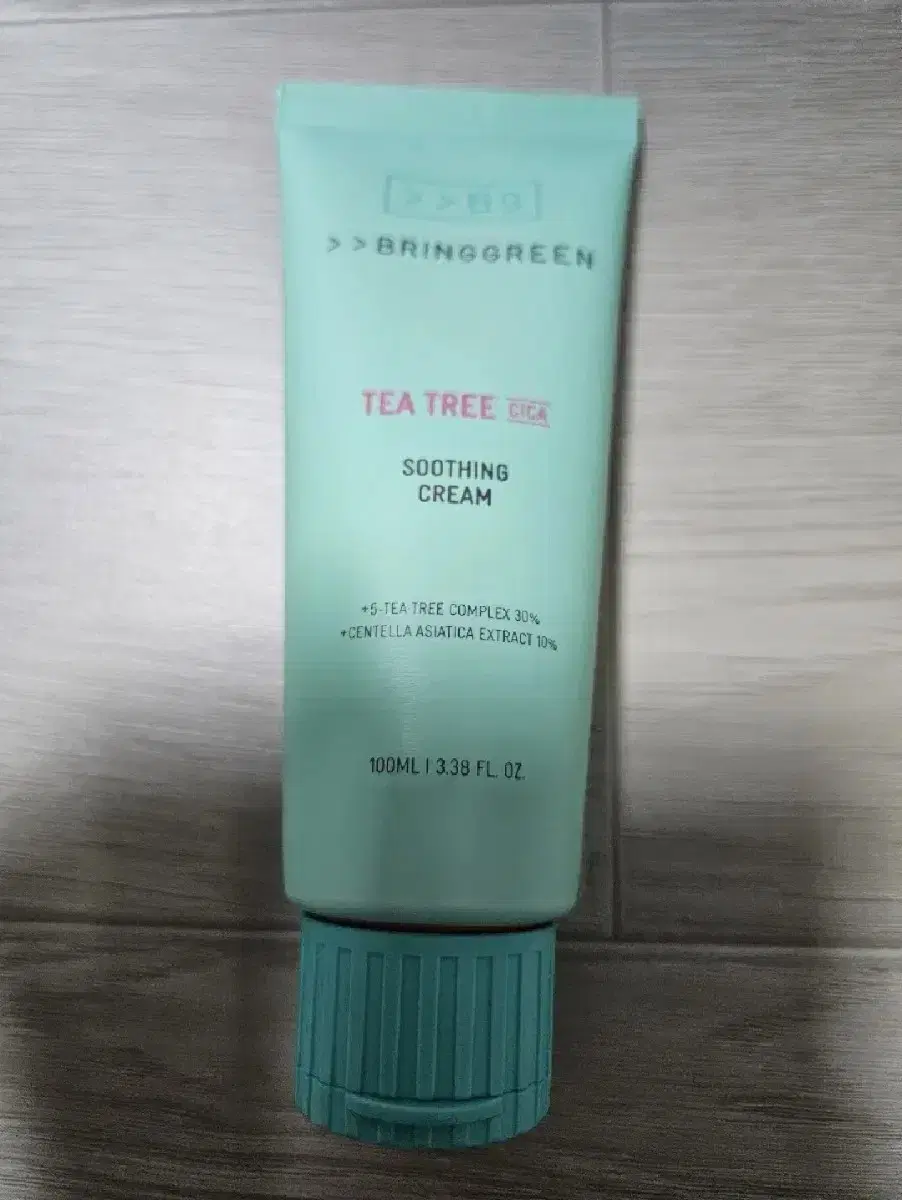 >>BG
>>BRINGGREEN
TEA TREE CICA
SOOTHING
CREAM
+5-TEA TREE COMPLEX 30%
+CENTELLA ASIATICA EXTRACT 10%
100ML | 3.38 FL. OZ.